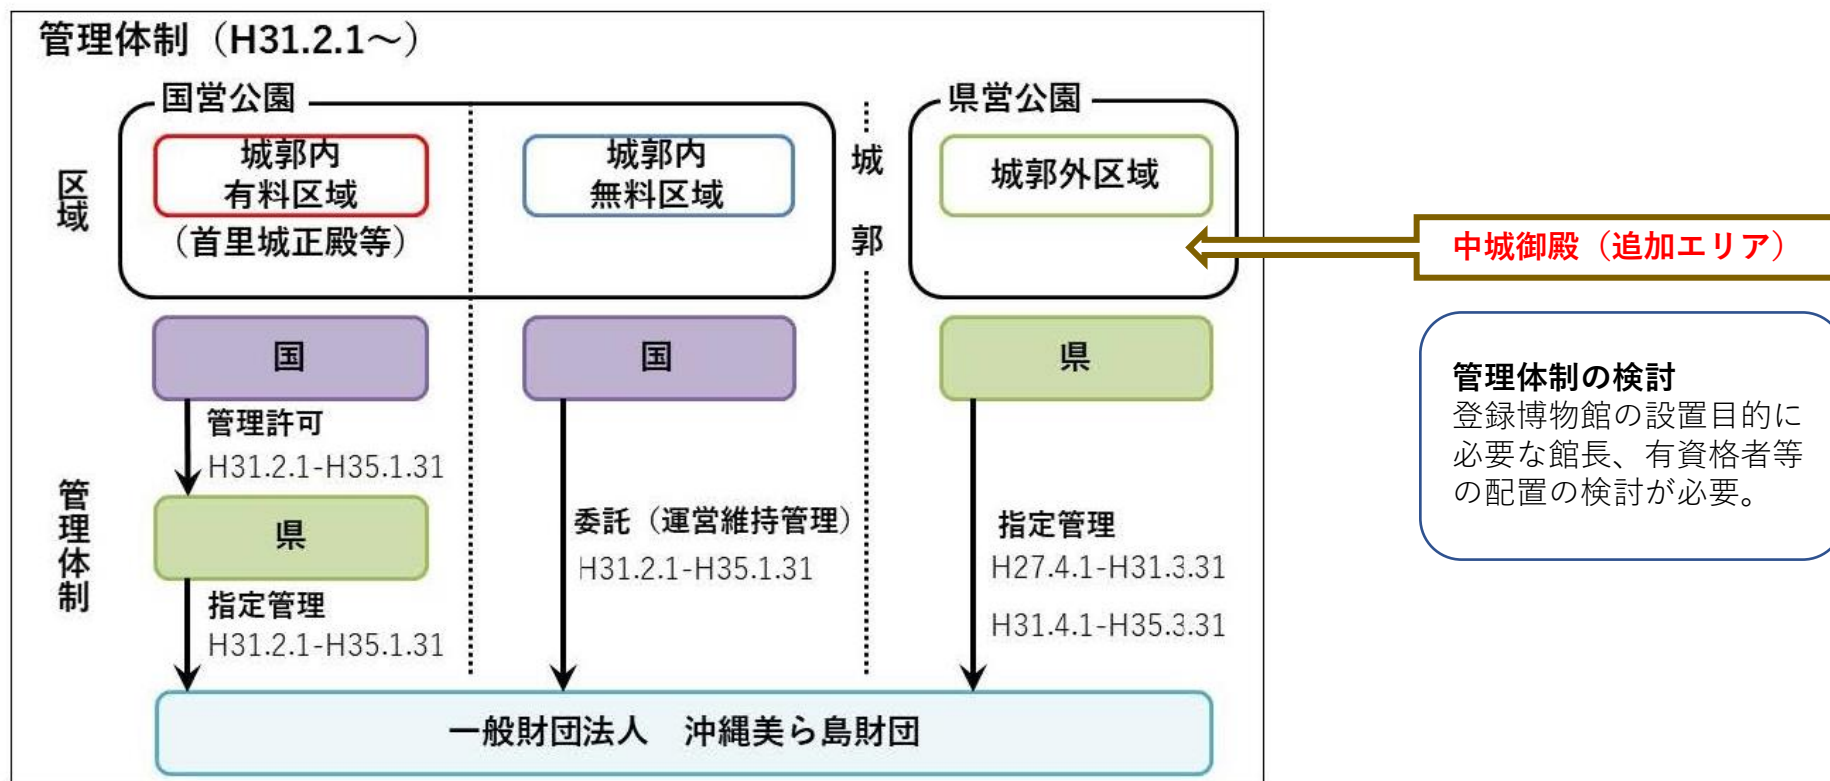 管理体制（H31.2.1～）
国営公園
県営公園
区域
城郭内
有料区域
（首里城正殿等）
城郭内
無料区域
城郭
城郭外区域
中城御殿（追加エリア）
管理体制の検討
登録博物館の設置目的に
必要な館長、有資格者等
の配置の検討が必要。
管理体制
国
管理許可
H31.2.1-H35.1.31
県
指定管理
H31.2.1-H35.1.31
国
委託（運営維持管理）
H31.2.1-H35.1.31
県
指定管理
H27.4.1-H31.3.31
H31.4.1-H35.3.31
一般財団法人　沖縄美ら島財団